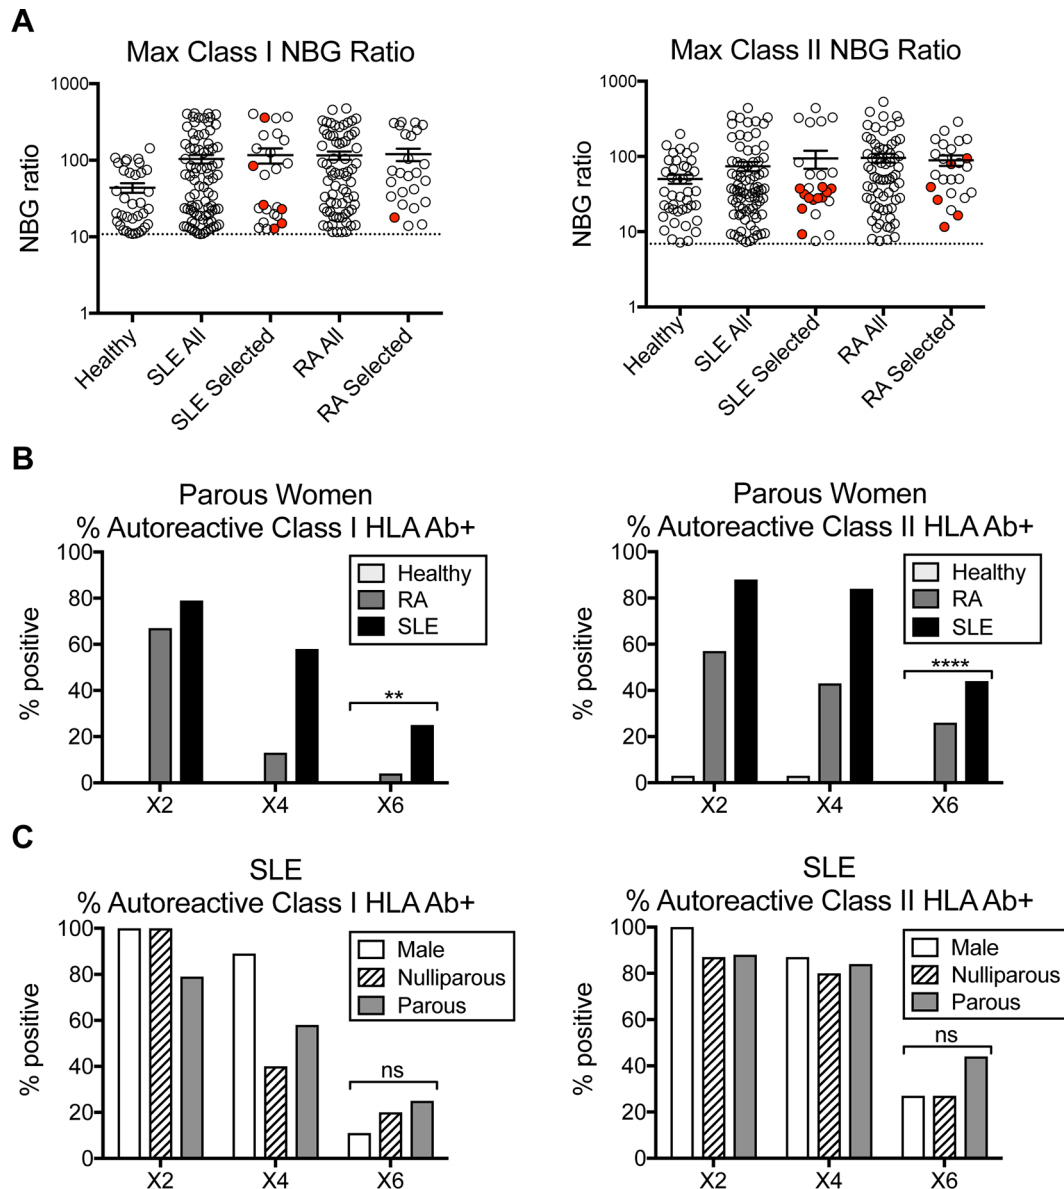 A
Max Class I NBG Ratio
NBG ratio
1000
100
10
1
Healthy
SLE All
SLE Selected
RA All
RA Selected
Max Class II NBG Ratio
NBG ratio
1000
100
10
1
Healthy
SLE All
SLE Selected
RA All
RA Selected
B
Parous Women
% Autoreactive Class I HLA Ab+
% positive
100
80
60
40
20
0
Healthy
RA
SLE
**
X2
X4
X6
Parous Women
% Autoreactive Class II HLA Ab+
% positive
100
80
60
40
20
0
Healthy
RA
SLE
****
X2
X4
X6
C
SLE
% Autoreactive Class I HLA Ab+
% positive
100
80
60
40
20
0
Male
Nulliparous
Parous
ns
X2
X4
X6
SLE
% Autoreactive Class II HLA Ab+
% positive
100
80
60
40
20
0
Male
Nulliparous
Parous
ns
X2
X4
X6